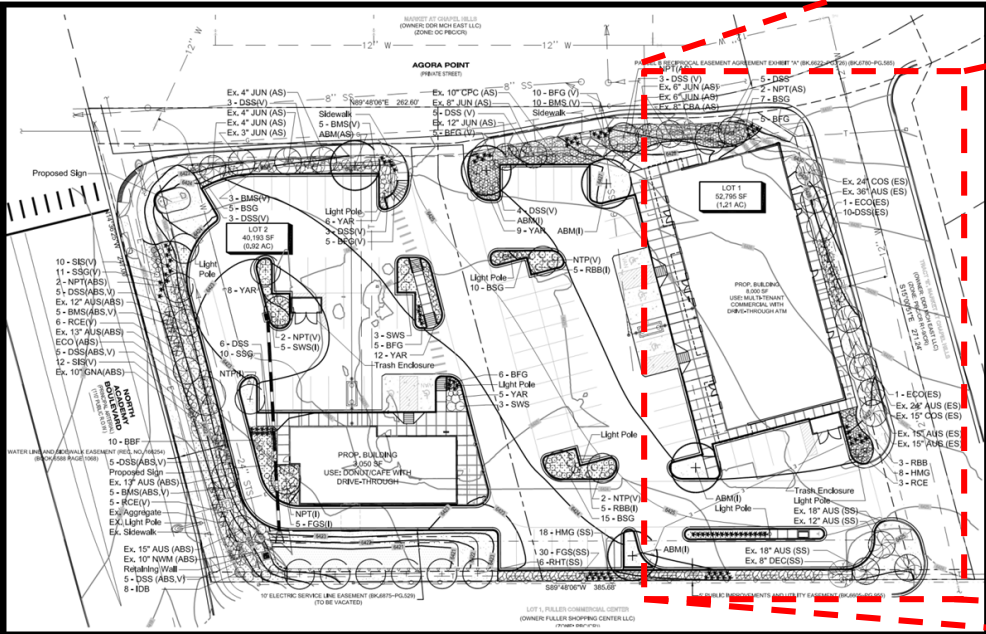 MARKET AT CHAPEL HILLS
(OWNER: DDR MCH EAST LLC)
(ZONE: OC PBC/CR)
12" W
12" W
12" W
AGORA POINT
(PRIVATE STREET)
8" SS
N89°48'06"E 262.60'
Ex. 4" JUN (AS)
3 - DSS(V)
Ex. 4" JUN (AS)
Ex. 4" JUN (AS)
Ex. 3" JUN (AS)
Sidewalk
5 - BMS(V)
ABM(AS)
Ex. 10" CPC (AS)
Ex. 8" JUN (AS)
5 - DSS (V)
Ex. 12" JUN (AS)
5 - BFG (V)
10 - BFG (V)
10 - BMS (V)
Sidewalk
NPT(AS)
3 - DSS (V)
Ex. 6" JUN (AS)
Ex. 6" JUN (AS)
Ex. 8" CBA (AS)
5 - DSS
2 - NPT(AS)
7 - BSG
5 - BFG
Proposed Sign
3 - BMS(V)
5 - BSG
3 - DSS(V)
LOT 2
40,193 SF
(0.92 AC)
Light Pole
6 - YAR
3 - DSS(V)
5 - BFG(V)
4 - DSS(V)
ABM(I)
9 - YAR
ABM(I)
LOT 1
52,795 SF
(1.21 AC)
Ex. 24" COS (ES)
Ex. 36" AUS (ES)
1 - ECO(ES)
10-DSS(ES)
12" W
S15°09'51"E
271.24'
Light
Pole
8 - YAR
Light Pole
10 - BSG
NTP(V)
5 - RBB(I)
PROP. BUILDING
8,000 SF
USE: MULTI-TENANT
COMMERCIAL WITH
DRIVE-THROUGH ATM
10 - SIS(V)
11 - SSG(V)
2 - NPT(ABS)
5 - DSS(ABS,V)
Ex. 12" AUS(ABS)
5 - BMS(ABS,V)
6 - RCE(V)
Ex. 13" AUS(ABS)
ECO (ABS)
5 - DSS(ABS,V)
12 - SIS(V)
Ex. 10" GNA(ABS)
6 - DSS
10 - SSG
NTP(I)
2 - NPT(V)
5 - SWS(I)
3 - SWS
5 - BFG
12 - YAR
Trash Enclosure
6 - BFG
Light Pole
5 - YAR
3 - SWS
NORTH
ACADEMY
BOULEVARD
1 - ECO(ES)
Ex. 24" AUS (ES)
Ex. 15" COS (ES)
Ex. 15" AUS (ES)
Ex. 15" AUS (ES)
3 - RBB
8 - HMG
3 - RCE
10 - BBF
5 -DSS(ABS,V)
Proposed Sign
Ex. 13" AUS (ABS)
5 - BMS(ABS,V)
5 - RCE(V)
Ex. Aggregate
EX. Light Pole
Ex. Sidewalk
Ex. 15" AUS (ABS)
Ex. 10" NWM (ABS)
Retaining Wall
5 - DSS (ABS,V)
8 - IDB
PROP. BUILDING
3,050 SF
USE: DONUT/CAFE WITH
DRIVE-THROUGH
NPT(I)
5 - FGS(I)
Light Pole
2 - NTP(V)
5 - RBB(I)
15 - BSG
ABM(I)
Light Pole
Trash Enclosure
Light Pole
Ex. 18" AUS (SS)
Ex. 12" AUS (SS)
18 - HMG (SS)
30 - FGS(SS)
6 -RHT(SS)
ABM(I)
Ex. 18" AUS (SS)
Ex. 8" DEC(SS)
S89°48'06"W 365.68'
10' ELECTRIC SERVICE LINE EASEMENT (BK.6875~PG.529)
(TO BE VACATED)
LOT 1, FULLER COMMERCIAL CENTER
(OWNER: FULLER SHOPPING CENTER LLC)